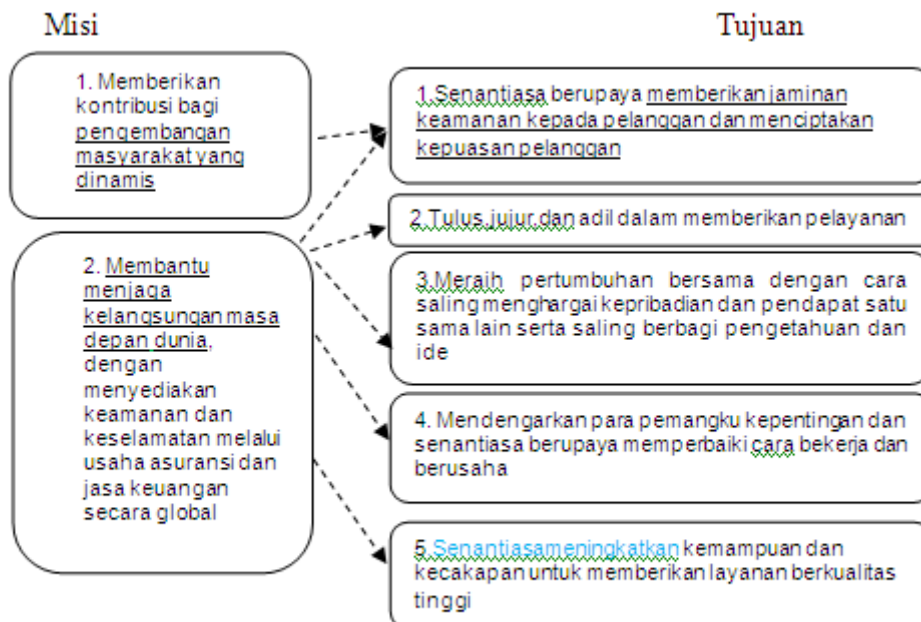 Misi
Tujuan
1. Memberikan
kontribusi bagi
pengembangan
masyarakat yang
dinamis
2. Membantu
menjaga
kelangsungan masa
depan dunia,
dengan
menyediakan
keamanan dan
keselamatan melalui
usaha asuransi dan
jasa keuangan
secara global
1.Senantiasa berupaya memberikan jaminan
keamanan kepada pelanggan dan menciptakan
kepuasan pelanggan
2.Tulus,jujur,dan adil dalam memberikan pelayanan
3.Meraih pertumbuhan bersama dengan cara
saling menghargai kepribadian dan pendapat satu
sama lain serta saling berbagi pengetahuan dan
ide
4. Mendengarkan para pemangku kepentingan dan
senantiasa berupaya memperbaiki cara bekerja dan
berusaha
5.Senantiasameningkatkan kemampuan dan
kecakapan untuk memberikan layanan berkualitas
tinggi